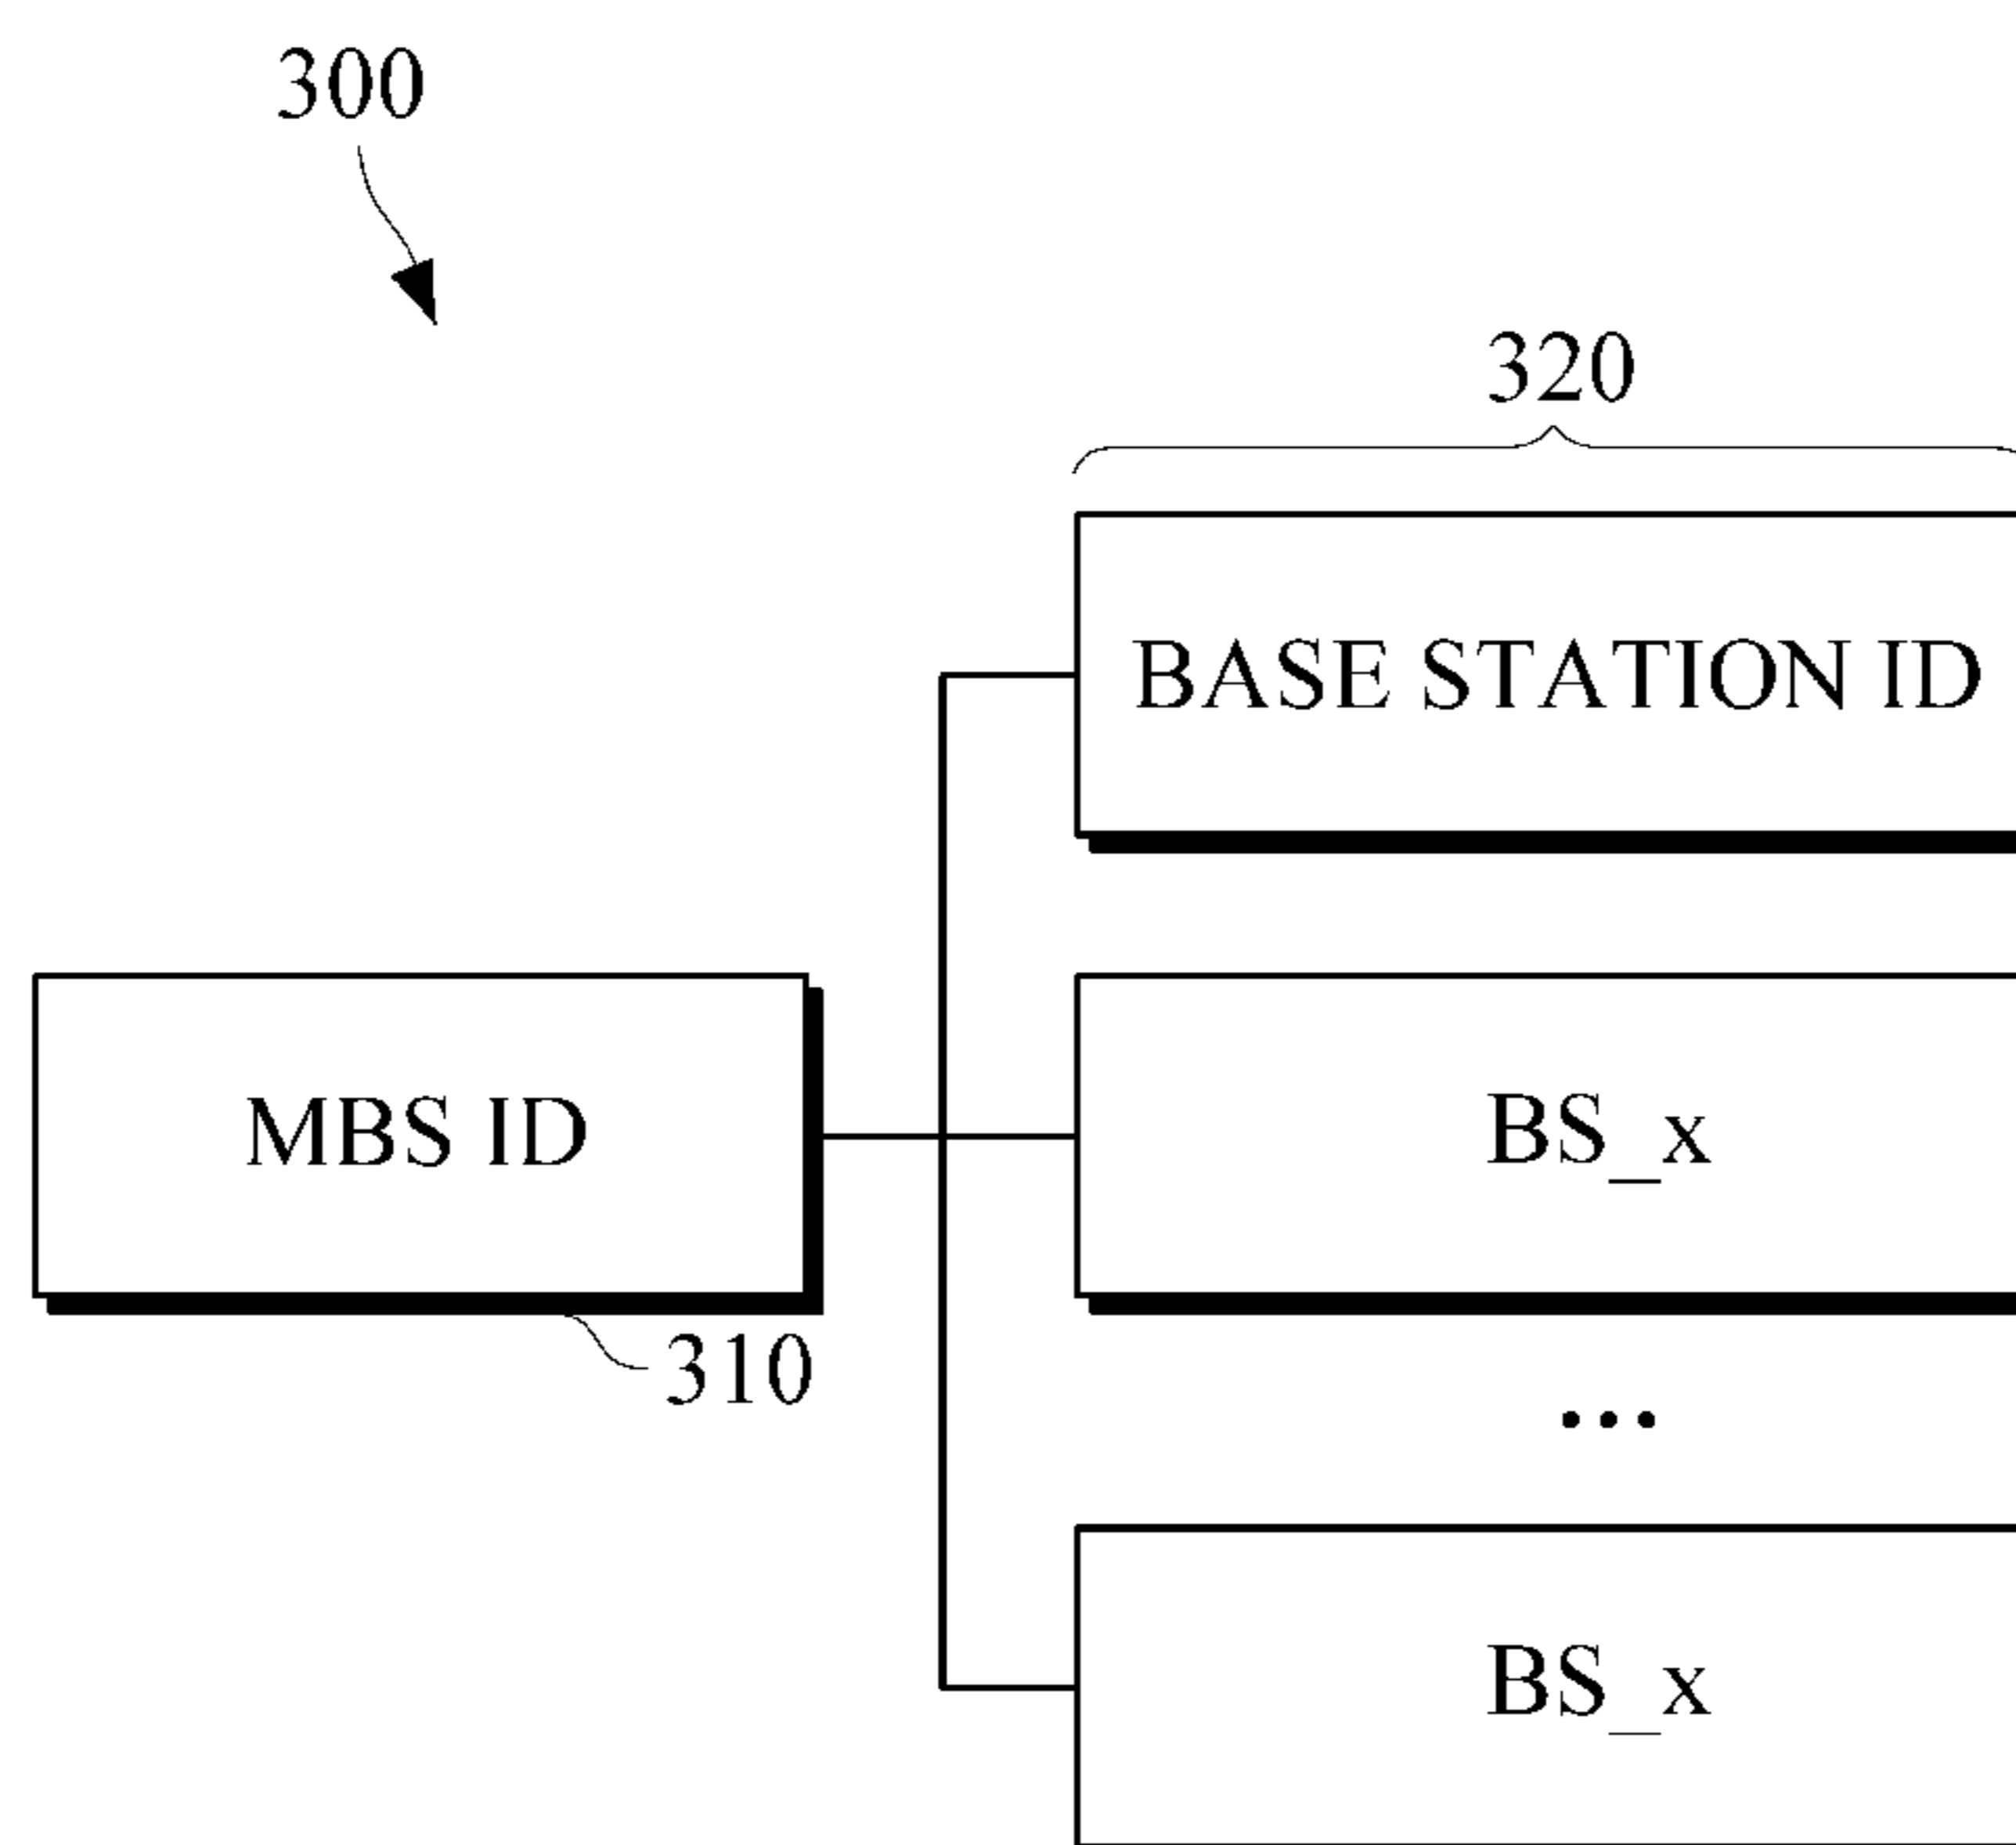 300
320
BASE STATION ID
MBS ID
BS_x
310
...
BS_x